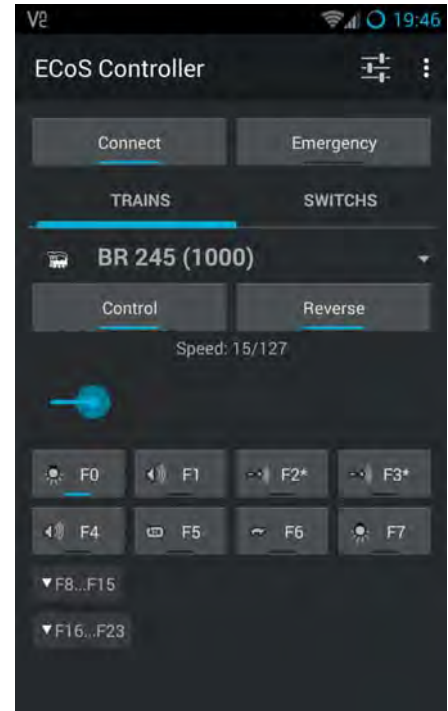 19:46
ECoS Controller
Connect Emergency
TRAINS SWITCHS
BR 245 (1000)
Control Reverse
Speed: 15/127
F0 F1 F2* F3*
F4 F5 F6 F7
▼F8...F15
▼F16...F23